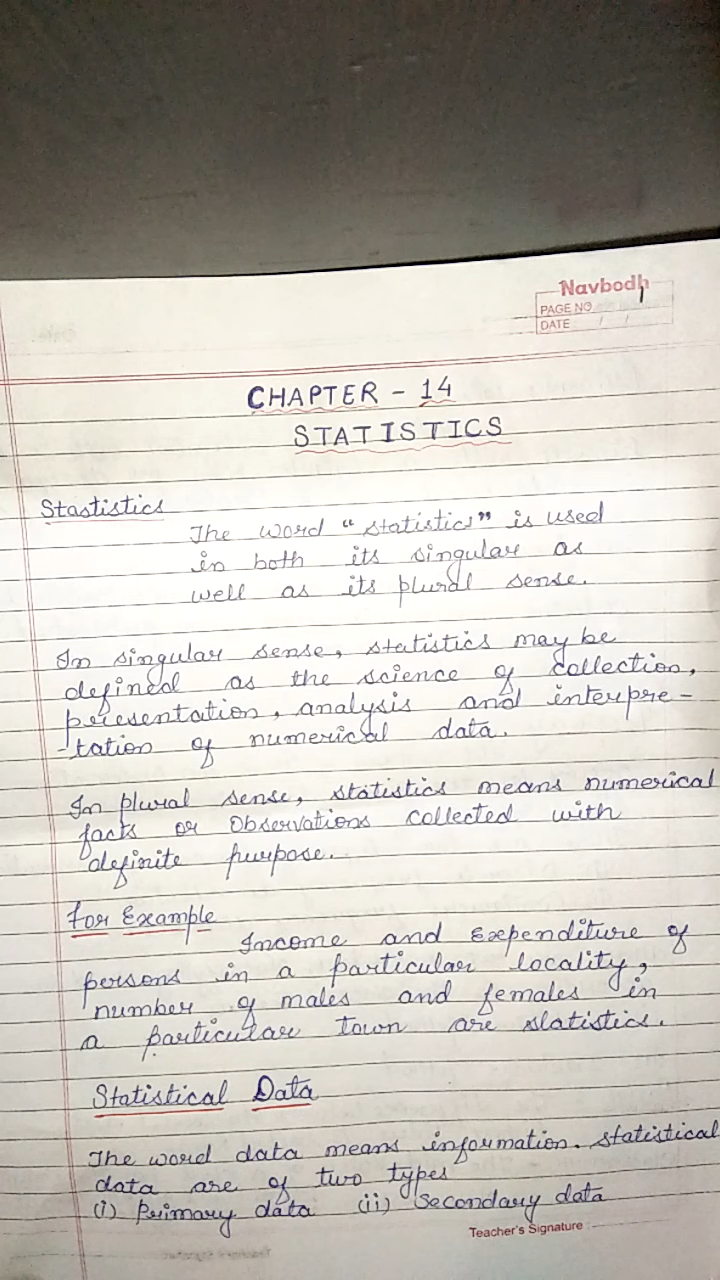 Navbodh
PAGE NO 1
DATE / /
CHAPTER - 14
STATISTICS
Stastistics
The word "statistics" is used
in both its singular as
well as its plural sense.
In singular sense, statistics may be
defined as the science of collection,
presentation, analysis and interpre-
-tation of numerical data.
In plural sense, statistics means numerical
facts or Observations collected with
definite purpose.
For Example
Income and Expenditure of
persons in a particular locality,
number of males and females in
a particular town are statistics.
Statistical Data
The word data means information. Statistical
data are of two types
(i) Primary data (ii) Secondary data
Teacher's Signature